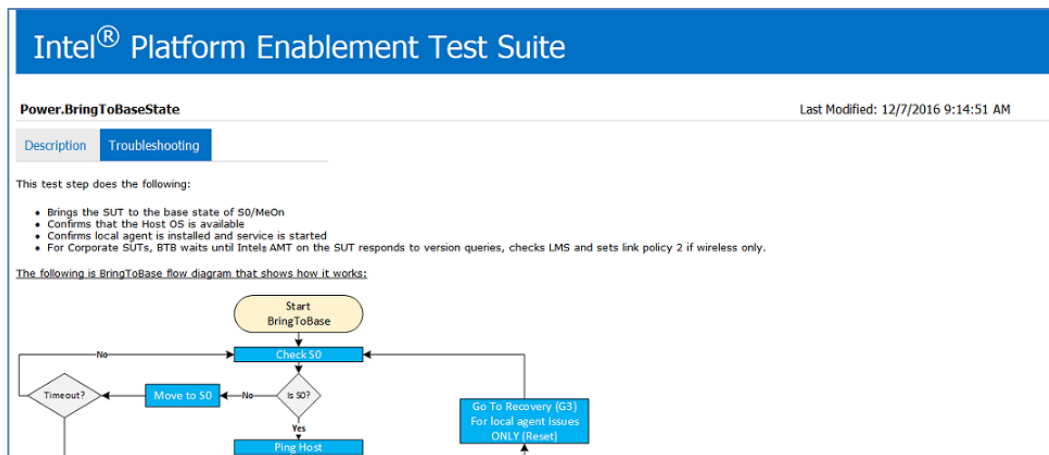 Intel® Platform Enablement Test Suite
Power.BringToBaseState
Last Modified: 12/7/2016 9:14:51 AM
Description
Troubleshooting
This test step does the following:
• Brings the SUT to the base state of S0/MeOn
• Confirms that the Host OS is available
• Confirms local agent is installed and service is started
• For Corporate SUTs, BTB waits until Intel® AMT on the SUT responds to version queries, checks LMS and sets link policy 2 if wireless only.
The following is BringToBase flow diagram that shows how it works:
Start
BringToBase
No
Check S0
Timeout?
Move to S0
No
Is S0?
Yes
Ping Host
Go To Recovery (G3)
For local agent issues
ONLY (Reset)